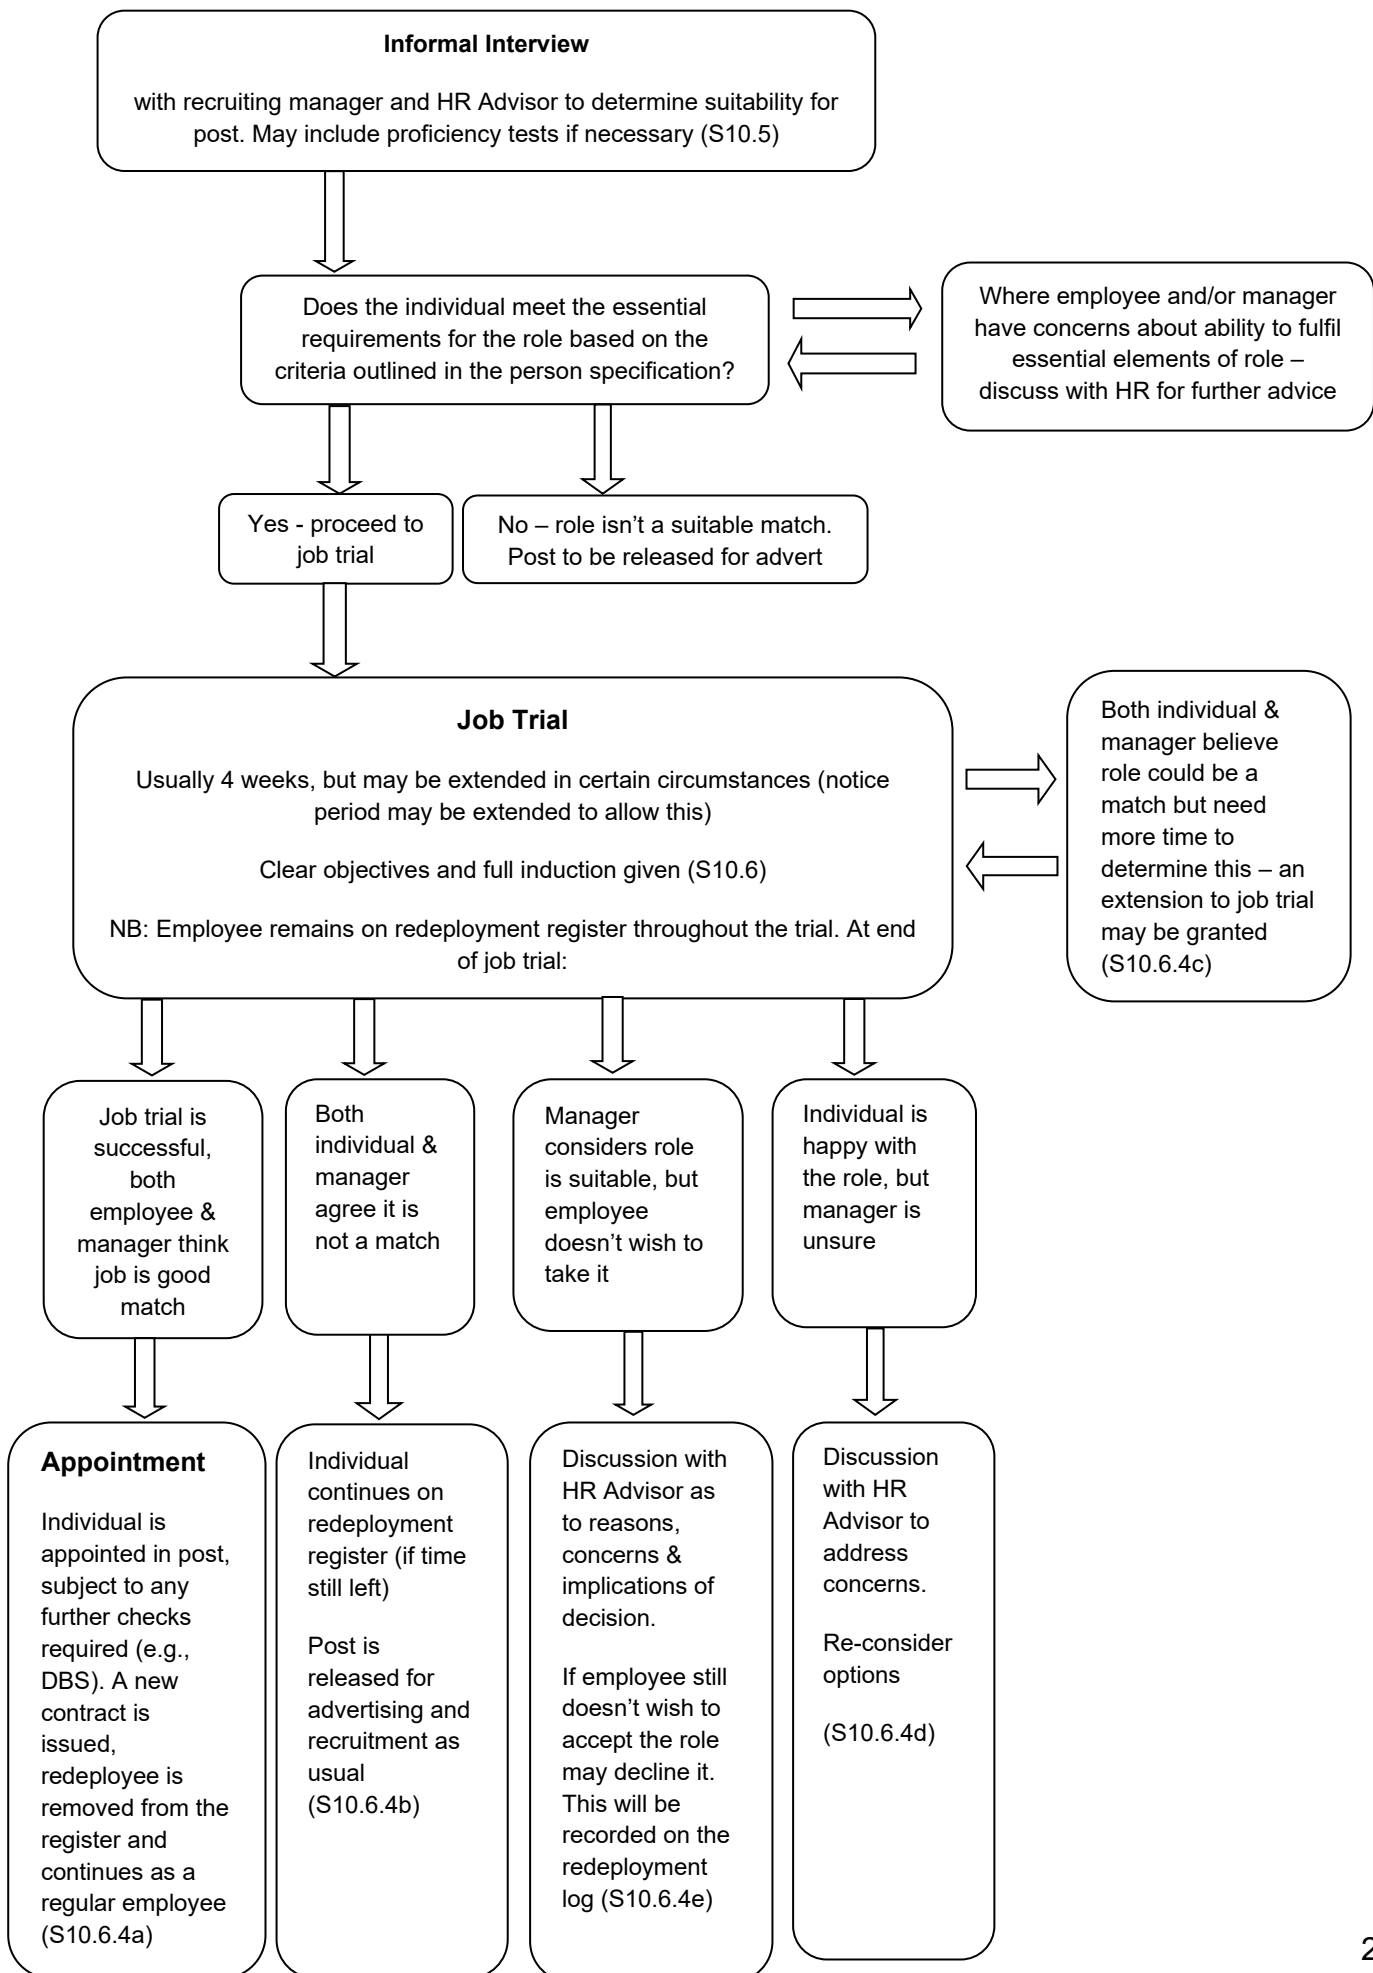 Informal Interview
with recruiting manager and HR Advisor to determine suitability for
post. May include proficiency tests if necessary (S10.5)
Does the individual meet the essential
requirements for the role based on the
criteria outlined in the person specification?
Where employee and/or manager
have concerns about ability to fulfil
essential elements of role –
discuss with HR for further advice
Yes - proceed to
job trial
No – role isn’t a suitable match.
Post to be released for advert
Job Trial
Usually 4 weeks, but may be extended in certain circumstances (notice
period may be extended to allow this)
Clear objectives and full induction given (S10.6)
NB: Employee remains on redeployment register throughout the trial. At end
of job trial:
Both individual &
manager believe
role could be a
match but need
more time to
determine this – an
extension to job trial
may be granted
(S10.6.4c)
Job trial is
successful,
both
employee &
manager think
job is good
match
Both
individual &
manager
agree it is
not a match
Manager
considers role
is suitable, but
employee
doesn’t wish to
take it
Individual is
happy with
the role, but
manager is
unsure
Appointment
Individual is
appointed in post,
subject to any
further checks
required (e.g.,
DBS). A new
contract is
issued,
redeployee is
removed from the
register and
continues as a
regular employee
(S10.6.4a)
Individual
continues on
redeployment
register (if time
still left)
Post is
released for
advertising and
recruitment as
usual
(S10.6.4b)
Discussion with
HR Advisor as
to reasons,
concerns &
implications of
decision.
If employee still
doesn’t wish to
accept the role
may decline it.
This will be
recorded on the
redeployment
log (S10.6.4e)
Discussion
with HR
Advisor to
address
concerns.
Re-consider
options
(S10.6.4d)
2